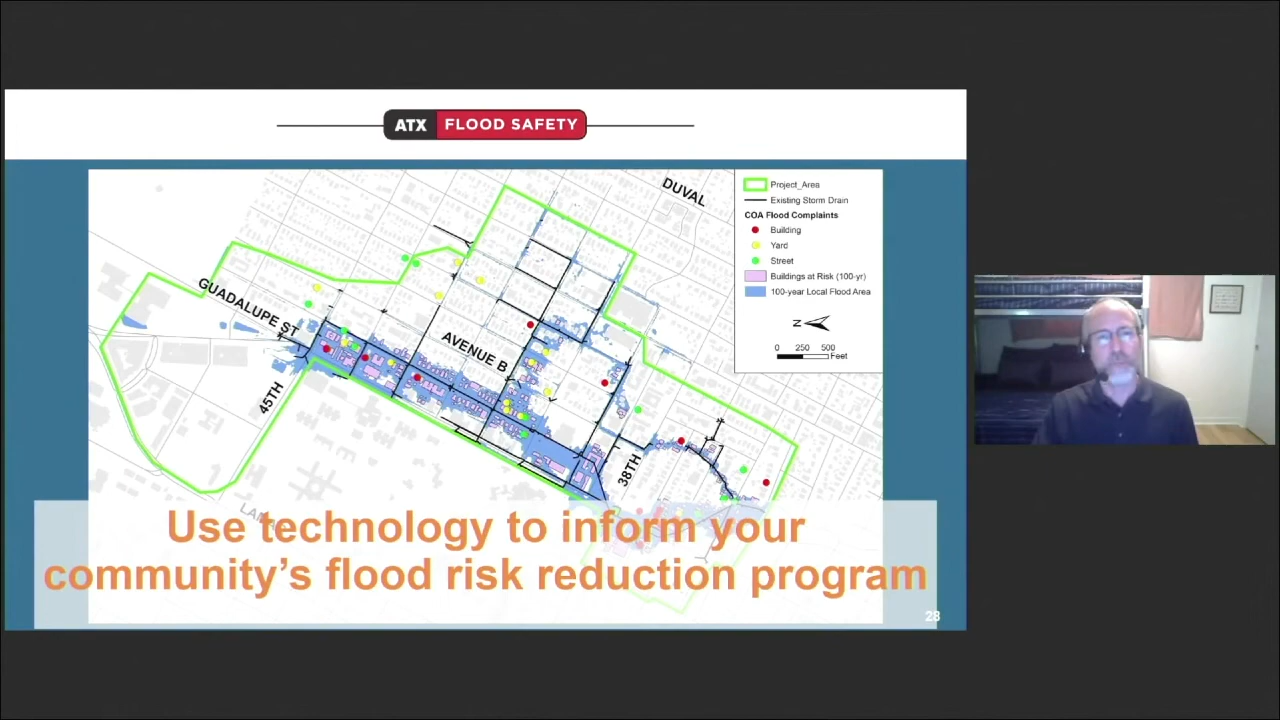 ATX FLOOD SAFETY
DUVAL
Project_Area
Existing Storm Drain
COA Flood Complaints
Building
Yard
Street
Buildings at Risk (100-yr)
100-year Local Flood Area
N
0 250 500
Feet
GUADALUPE ST
AVENUE B
45TH
38TH
Use technology to inform your
community's flood risk reduction program
28